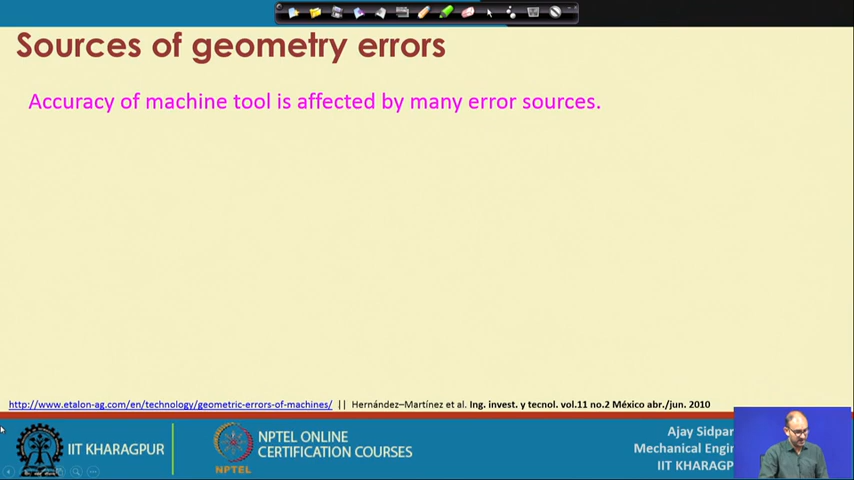 Sources of geometry errors
Accuracy of machine tool is affected by many error sources.
http://www.etalon-ag.com/en/technology/geometric-errors-of-machines/ || Hernández–Martínez et al. Ing. invest. y tecnol. vol.11 no.2 México abr./jun. 2010
IIT KHARAGPUR
NPTEL
NPTEL ONLINE
CERTIFICATION COURSES
Ajay Sidpar
Mechanical Engin
IIT KHARAGP